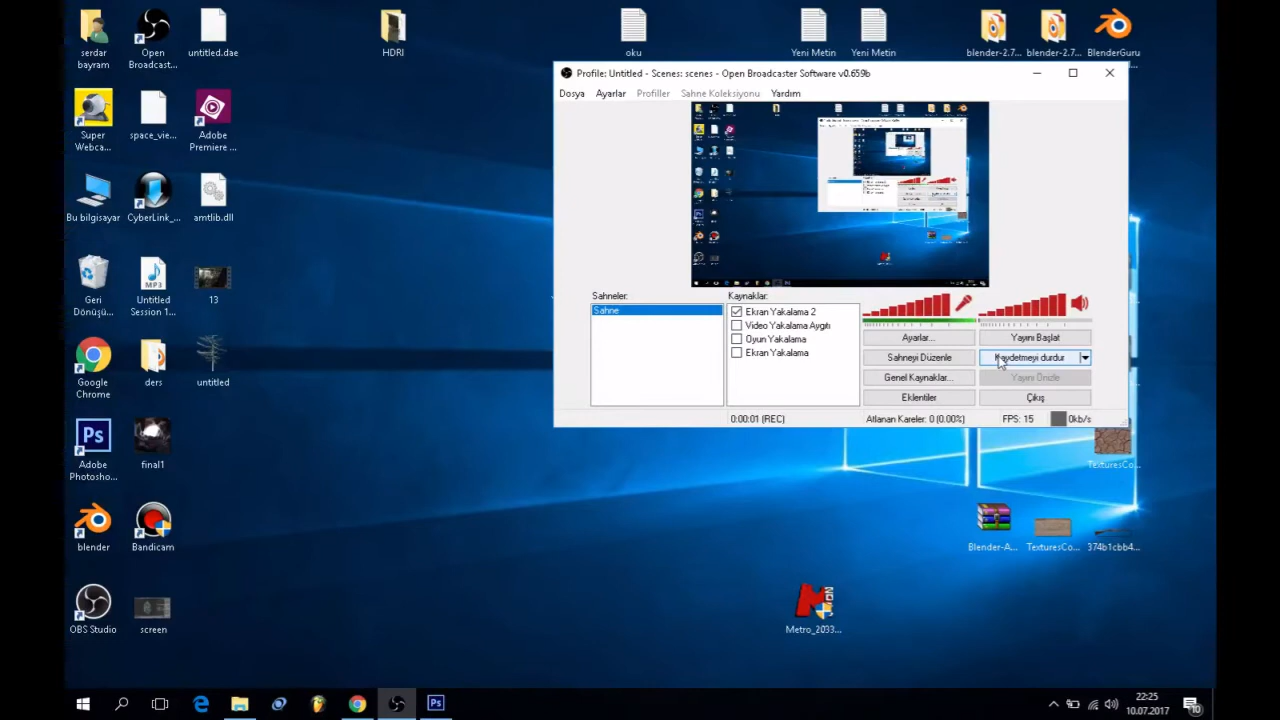 serdar
bayram
Open
Broadcast...
untitled.dae
HDRI
oku
Yeni Metin
Yeni Metin
blender-2.7...
blender-2.7...
BlenderGuru
Profile: Untitled - Scenes: scenes - Open Broadcaster Software v0.659b
Dosya
Ayarlar
Profiller
Sahne Koleksiyonu
Yardım
Super
Webca...
space_vie...
Adobe
Premiere ...
Bu bilgisayar
CyberLink_...
amtlib.dll
Geri
Dönüşü...
Untitled
Session 1...
13
Google
Chrome
ders
untitled
Sahneler:
Sahne
Kaynaklar:
Ekran Yakalama 2
Video Yakalama Aygıtı
Oyun Yakalama
Ekran Yakalama
Ayarlar...
Yayını Başlat
Sahneyi Düzenle
Kaydetmeyi durdur
Genel Kaynaklar...
Yayını Önizle
Eklentiler
Çıkış
0:00:01 (REC)
Atlanan Kareler: 0 (0.00%)
FPS: 15
0kb/s
Ps
Adobe
Photosho...
final1
TexturesCo...
blender
Bandicam
Blender-A...
TexturesCo...
374b1cbb4...
OBS Studio
screen
Metro_2033...
Ps
22:25
10.07.2017
10